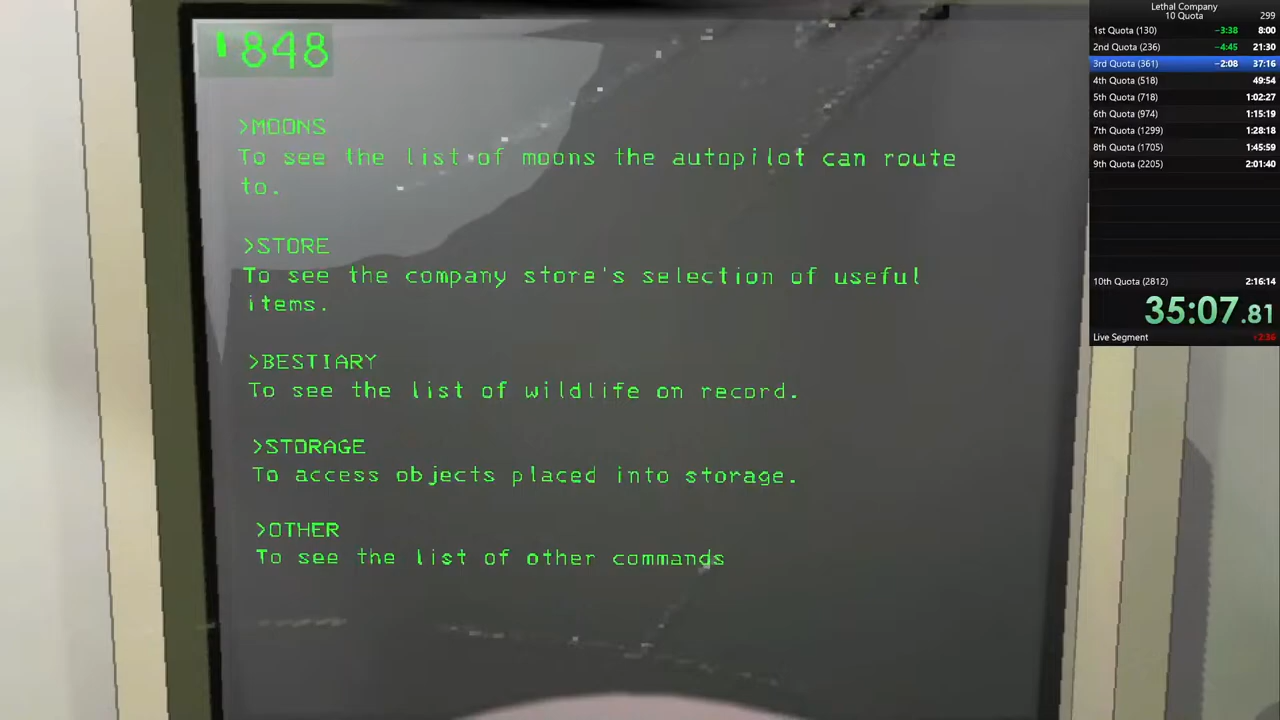 848
>MOONS
To see the list of moons the autopilot can route
to.
>STORE
To see the company store's selection of useful
items.
>BESTIARY
To see the list of wildlife on record.
>STORAGE
To access objects placed into storage.
>OTHER
To see the list of other commands
Lethal Company
10 Quota 299
1st Quota (130) −3:38 8:00
2nd Quota (236) −4:45 21:30
3rd Quota (361) −2:08 37:16
4th Quota (518) 49:54
5th Quota (718) 1:02:27
6th Quota (974) 1:15:19
7th Quota (1299) 1:28:18
8th Quota (1705) 1:45:59
9th Quota (2205) 2:01:40
10th Quota (2812) 2:16:14
35:07.81
Live Segment +2:36